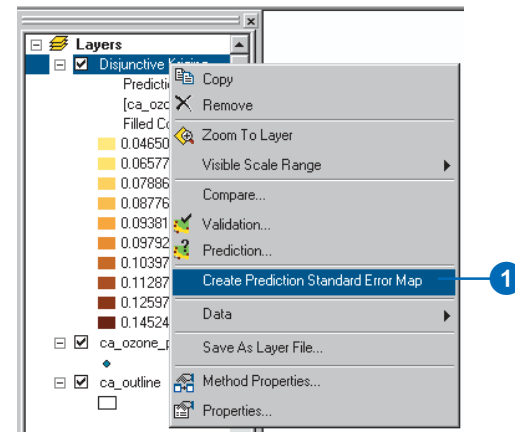 Layers
Disjunctive
Predicti
[ca_ozo
Filled Co
0.04650
0.06577
0.07886
0.08776
0.09381
0.09792
0.10397
0.11287
0.12597
0.14524
ca_ozone_p
ca_outline
Copy
Remove
Zoom To Layer
Visible Scale Range
Compare...
Validation...
Prediction...
Create Prediction Standard Error Map
Data
Save As Layer File...
Method Properties...
Properties...
1